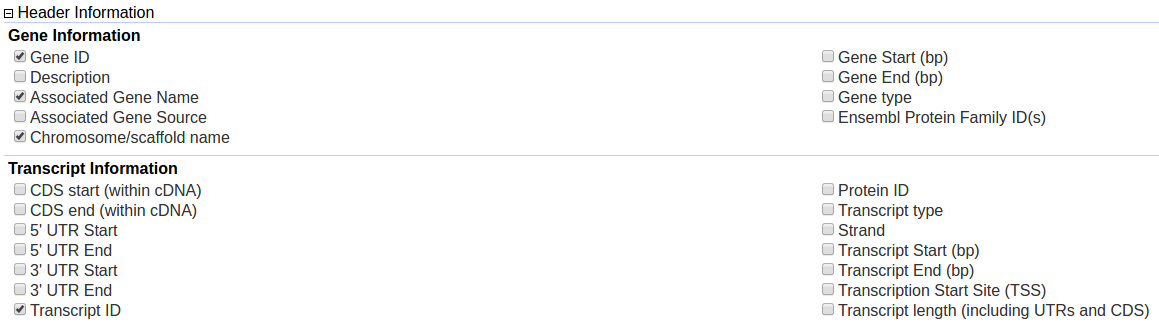 Header Information
Gene Information
Gene ID
Description
Associated Gene Name
Associated Gene Source
Chromosome/scaffold name
Gene Start (bp)
Gene End (bp)
Gene type
Ensembl Protein Family ID(s)
Transcript Information
CDS start (within cDNA)
CDS end (within cDNA)
5' UTR Start
5' UTR End
3' UTR Start
3' UTR End
Transcript ID
Protein ID
Transcript type
Strand
Transcript Start (bp)
Transcript End (bp)
Transcription Start Site (TSS)
Transcript length (including UTRs and CDS)